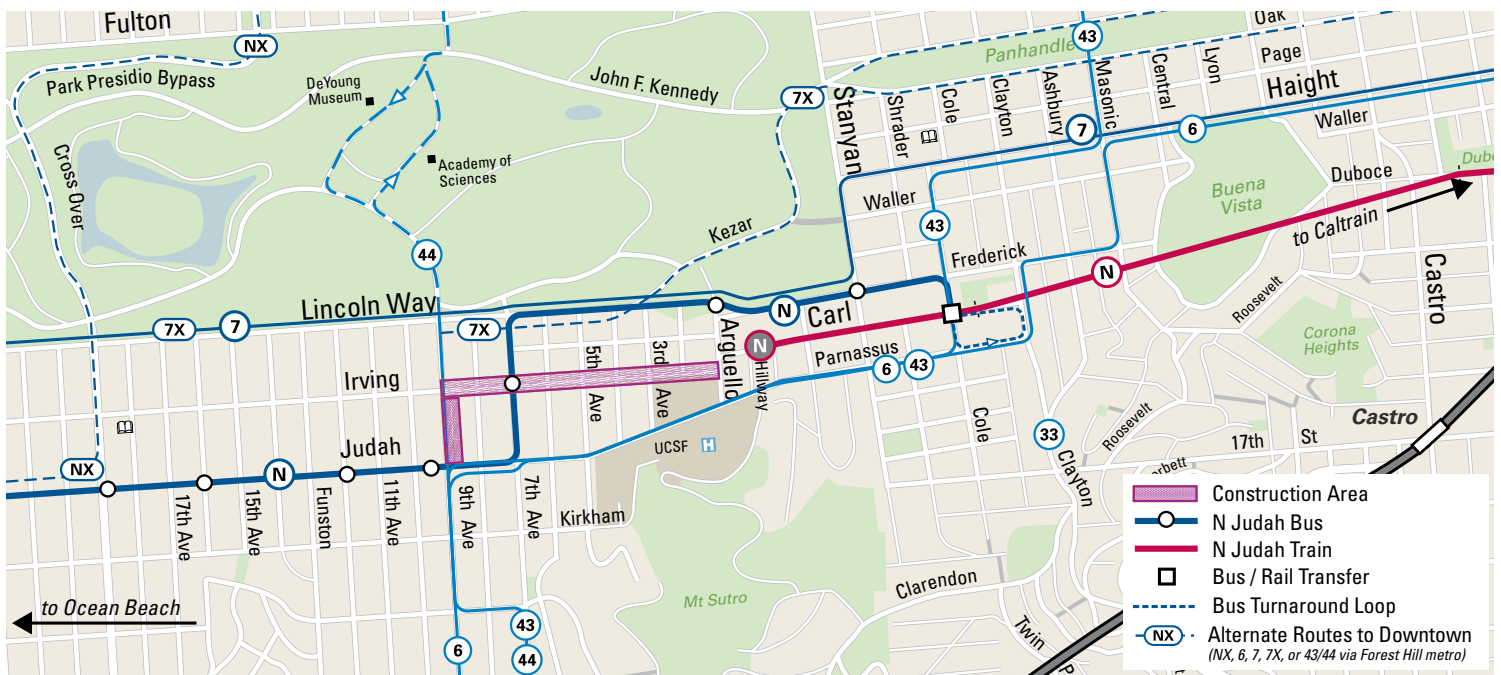 Fulton
NX
Park Presidio Bypass
DeYoung
Museum
Cross Over
Academy of
Sciences
John F. Kennedy
7X
Stanyan
Panhandle
43
Oak
Page
Haight
Shrader
Cole
Clayton
Ashbury
Masonic
Central
Lyon
7
6
Waller
Duboce
Waller
43
Kezar
44
Frederick
Buena
Vista
to Caltrain
N
Castro
Roosevelt
Lincoln Way
7X
7
7X
N
Carl
Arguello
N
Hillway
Parnassus
6
43
Corona
Heights
5th Ave
3rd Ave
Irving
Judah
UCSF
H
Cole
33
Clayton
Roosevelt
Castro
17th St
NX
N
17th Ave
15th Ave
Funston
11th Ave
9th Ave
7th Ave
Kirkham
Mt Sutro
Clarendon
Twin
to Ocean Beach
43
44
6
Construction Area
N Judah Bus
N Judah Train
Bus / Rail Transfer
Bus Turnaround Loop
NX
Alternate Routes to Downtown
(NX, 6, 7, 7X, or 43/44 via Forest Hill metro)